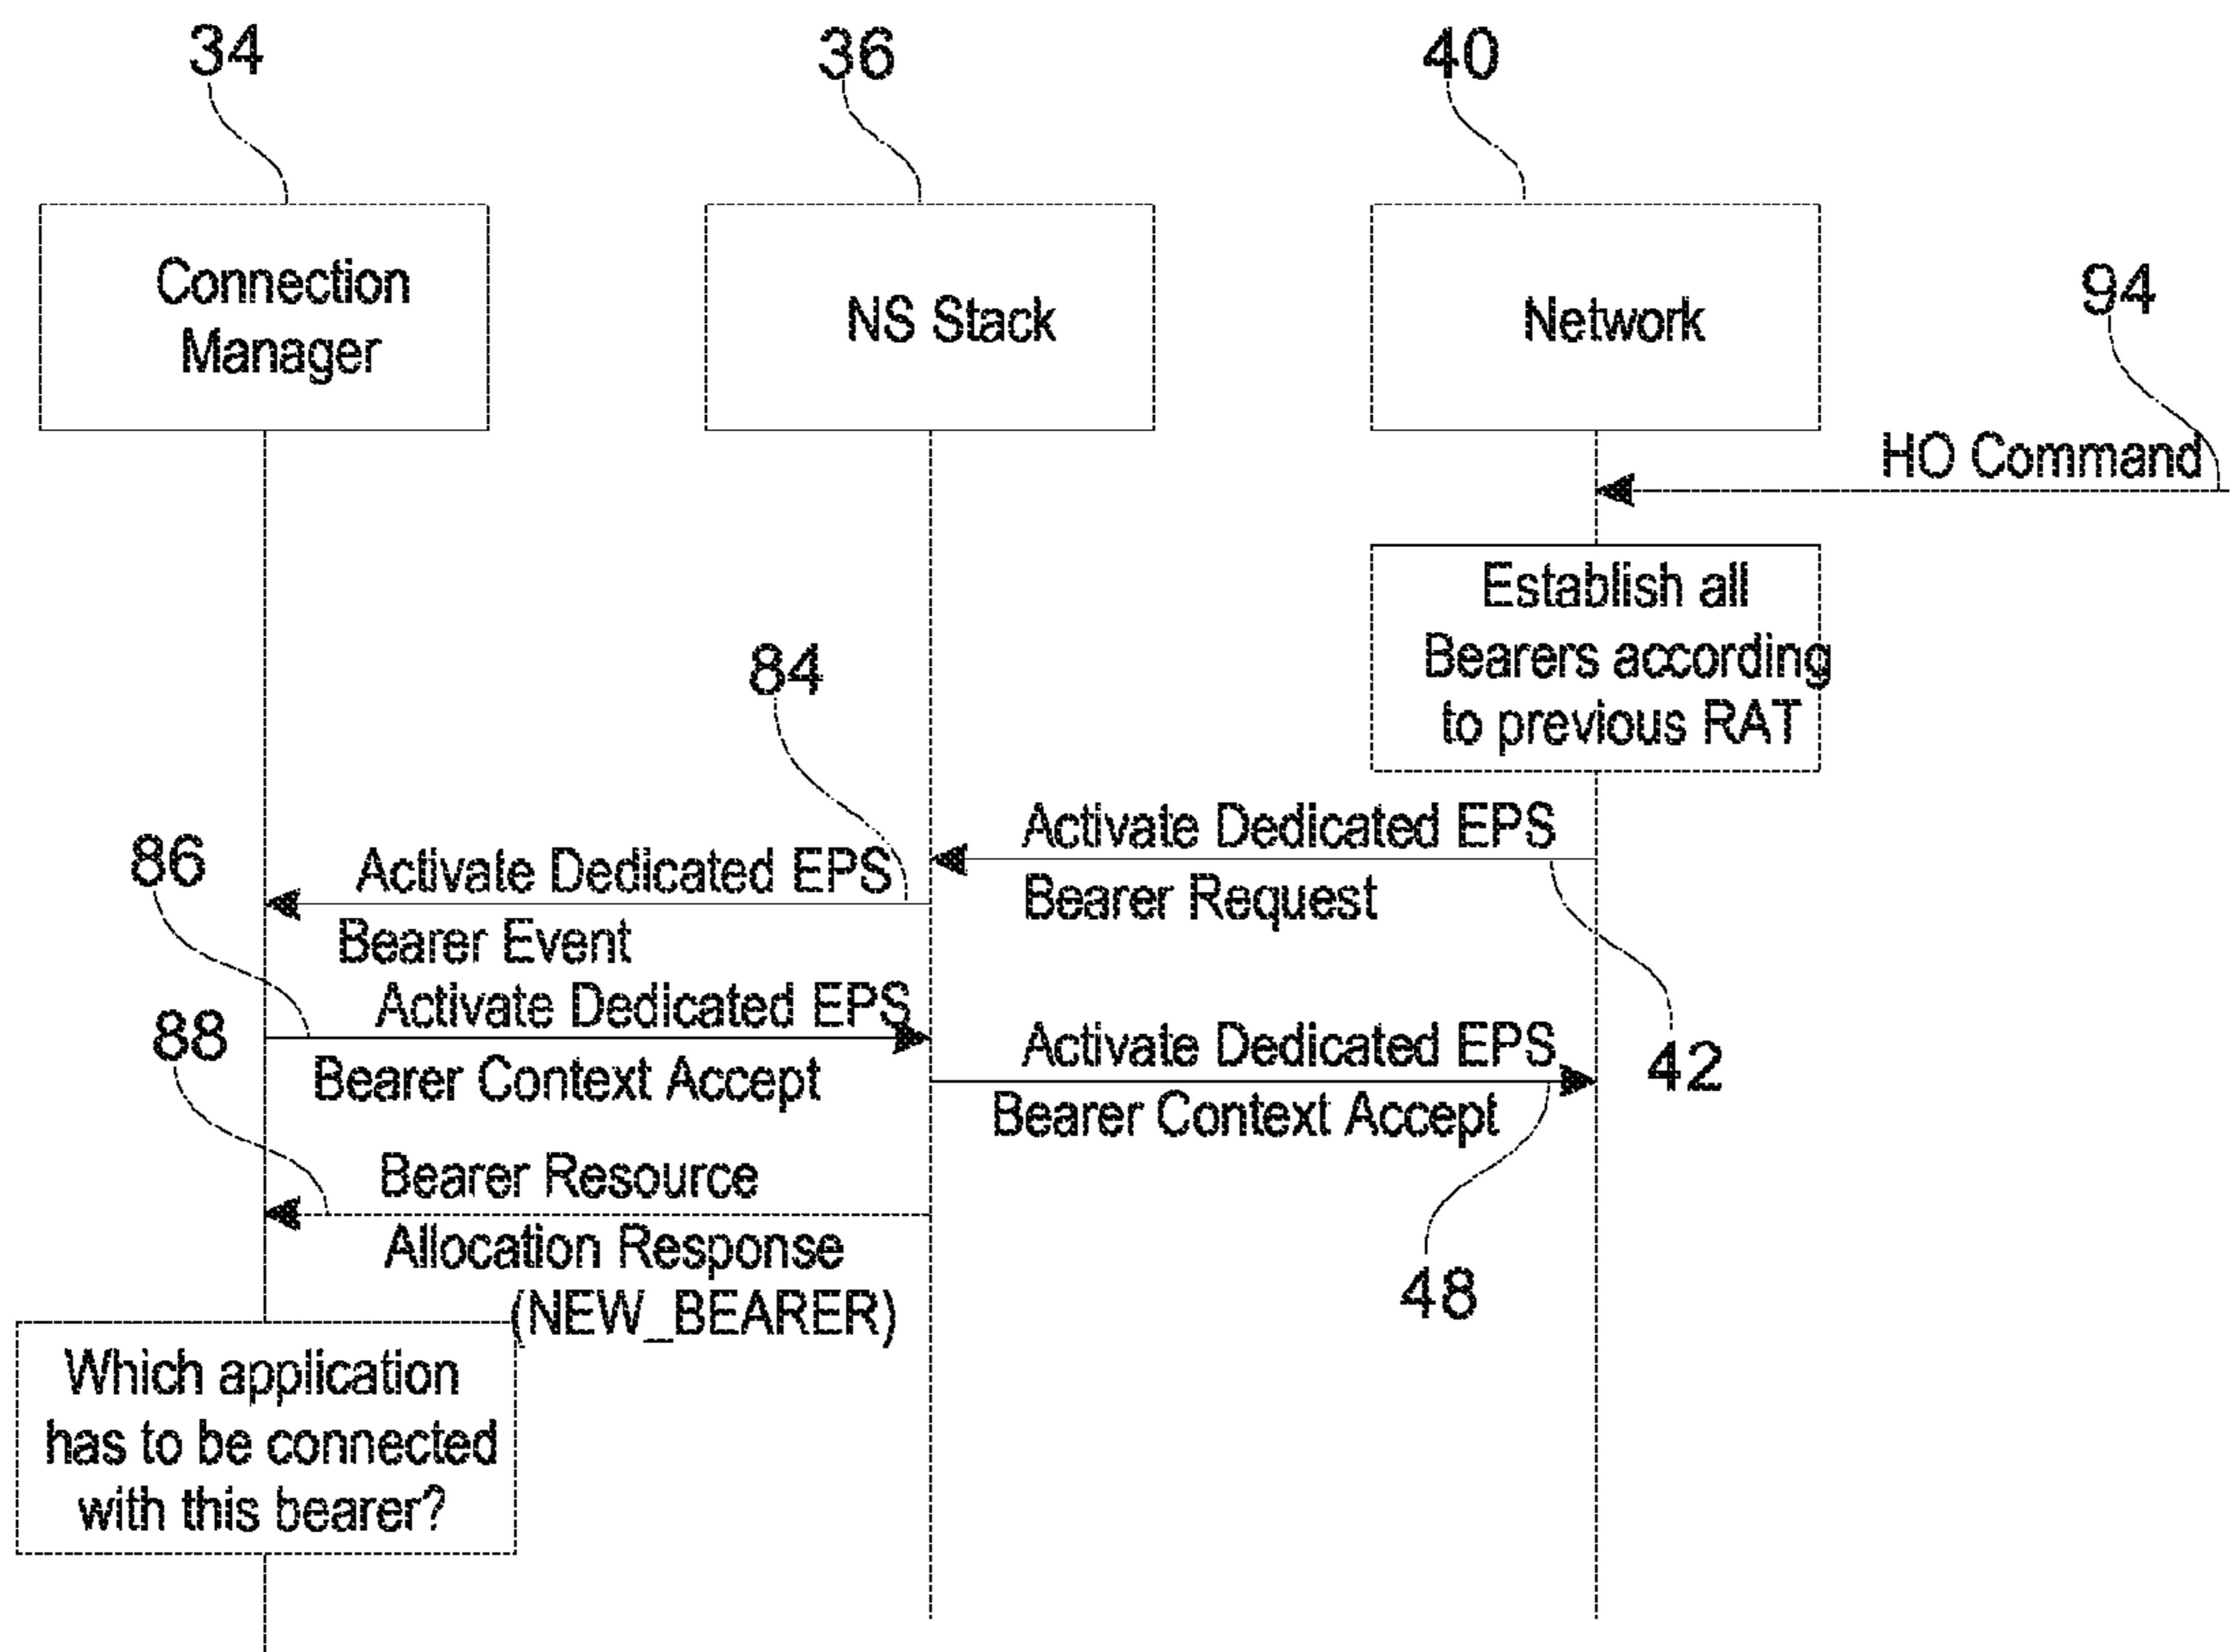 34
36
40
Connection
Manager
NS Stack
Network
94
HO Command
Establish all
Bearers according
to previous RAT
84
Activate Dedicated EPS
Bearer Request
86
Activate Dedicated EPS
Bearer Event
Activate Dedicated EPS
Bearer Context Accept
88
Activate Dedicated EPS
Bearer Context Accept
42
Bearer Resource
Allocation Response
(NEW_BEARER)
48
Which application
has to be connected
with this bearer?